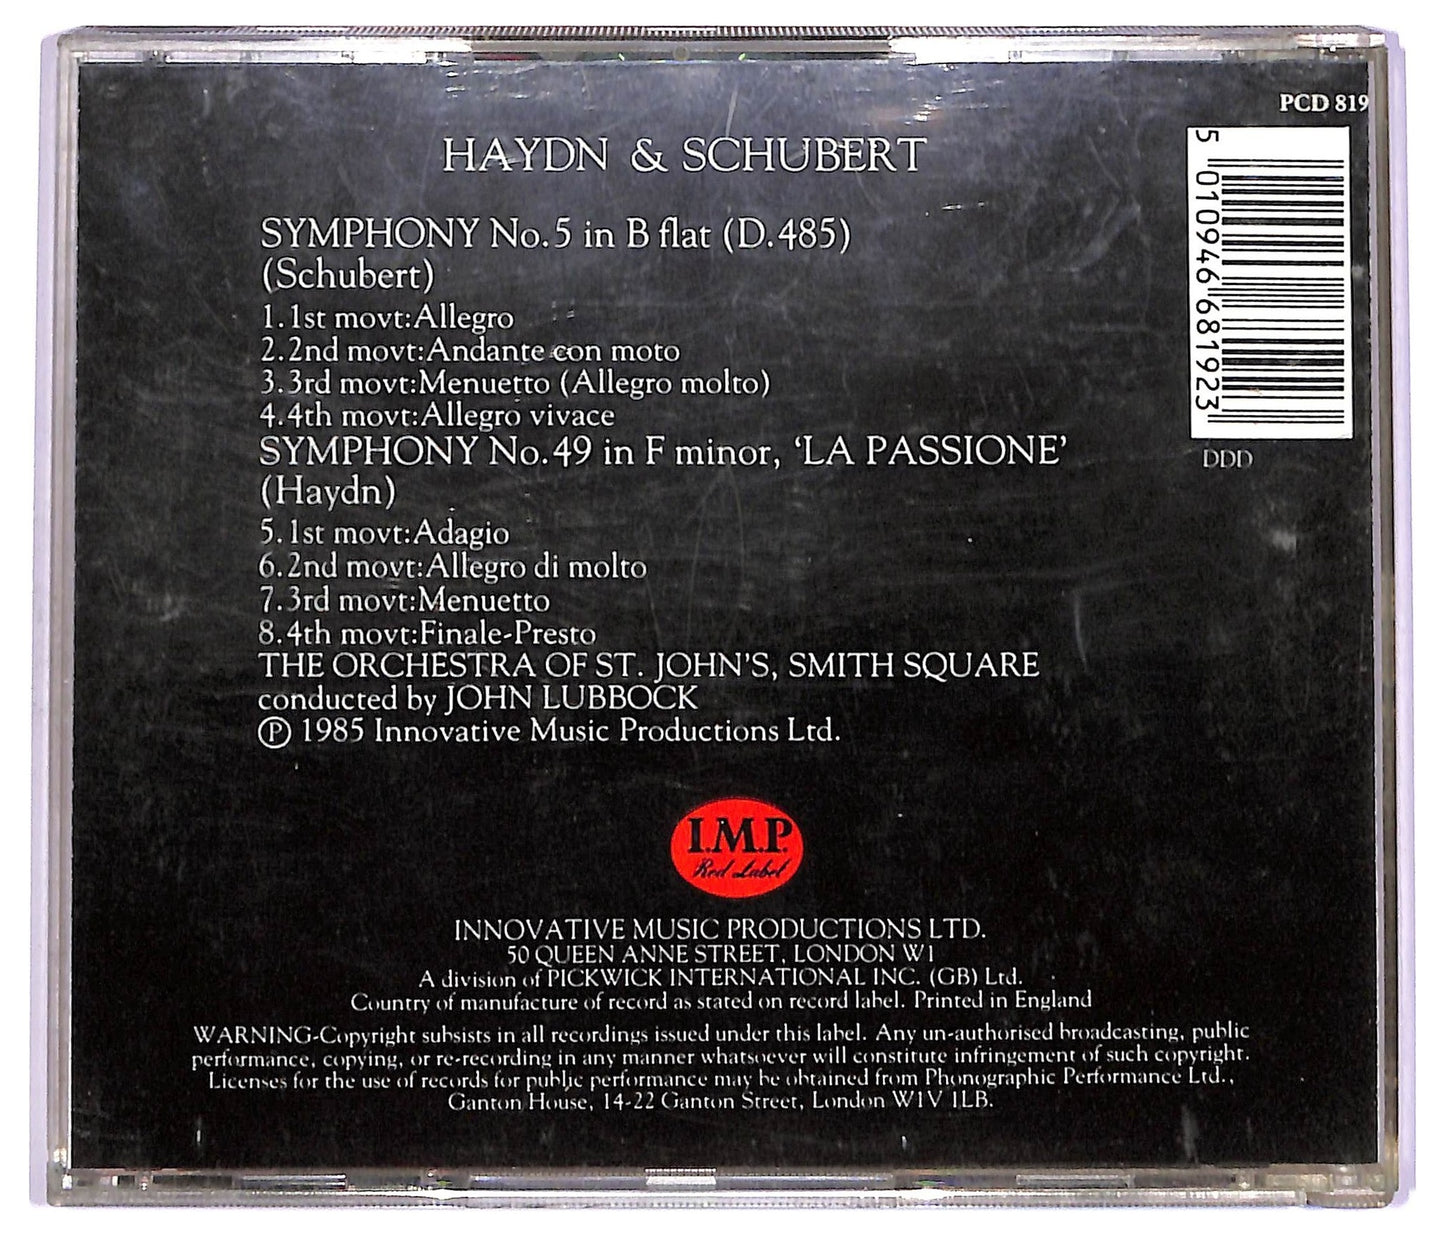 PCD 819
HAYDN & SCHUBERT
SYMPHONY No.5 in B flat (D.485)
(Schubert)
1.1st movt:Allegro
2.2nd movt:Andante con moto
3.3rd movt:Menuetto (Allegro molto)
4.4th movt:Allegro vivace
SYMPHONY No.49 in F minor, ‘LA PASSIONE’
(Haydn)
5.1st movt:Adagio
6.2nd movt:Allegro di molto
7.3rd movt:Menuetto
8.4th movt:Finale-Presto
THE ORCHESTRA OF ST. JOHN'S, SMITH SQUARE
conducted by JOHN LUBBOCK
℗ 1985 Innovative Music Productions Ltd.
5 010946 681923
DDD
I.M.P.
Red Label
INNOVATIVE MUSIC PRODUCTIONS LTD.
50 QUEEN ANNE STREET, LONDON W1
A division of PICKWICK INTERNATIONAL INC. (GB) Ltd.
Country of manufacture of record as stated on record label. Printed in England
WARNING-Copyright subsists in all recordings issued under this label. Any un-authorised broadcasting, public
performance, copying, or re-recording in any manner whatsoever will constitute infringement of such copyright.
Licenses for the use of records for public performance may be obtained from Phonographic Performance Ltd.,
Ganton House, 14-22 Ganton Street, London W1V 1LB.